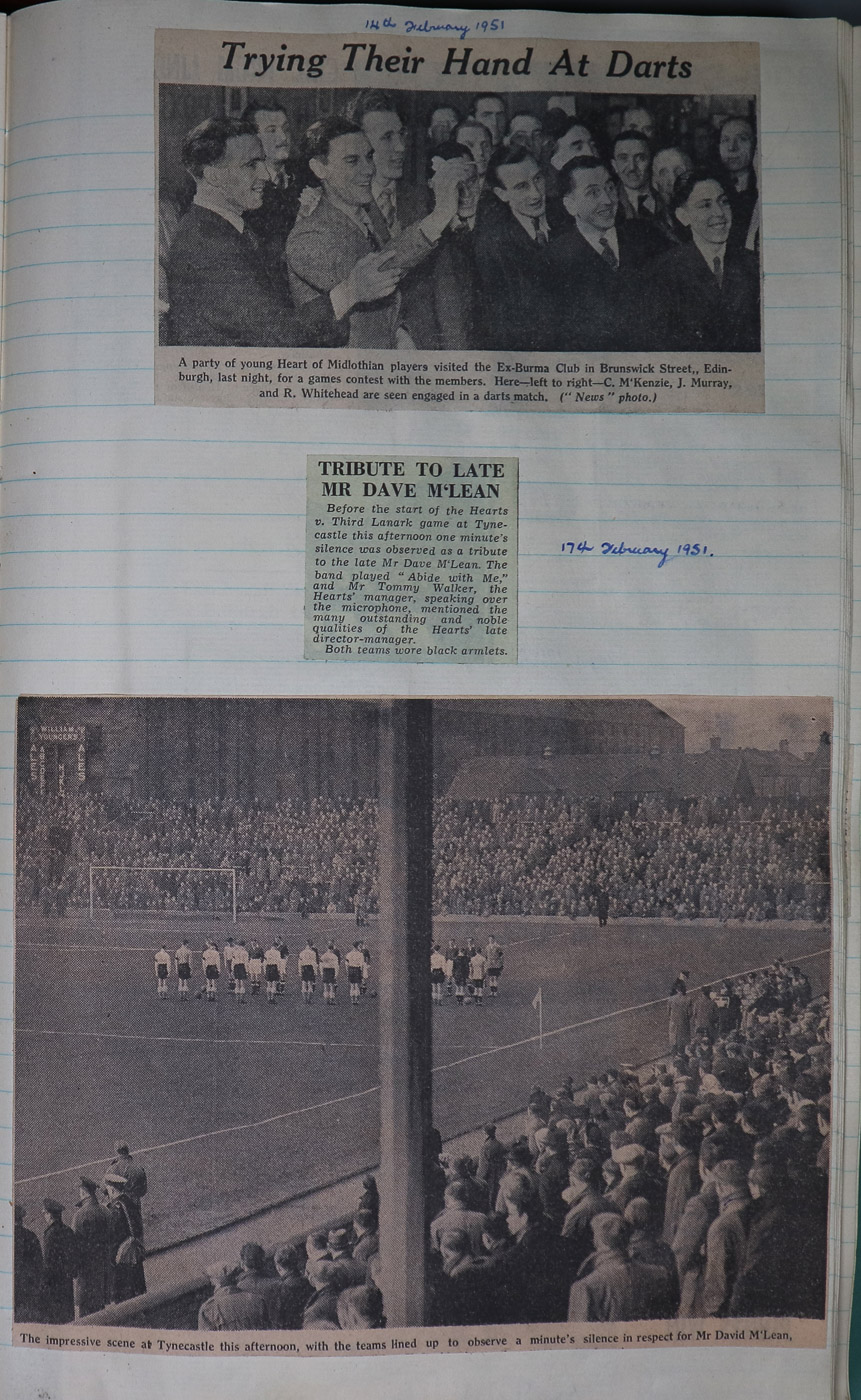 14th February 1951
Trying Their Hand At Darts
A party of young Heart of Midlothian players visited the Ex-Burma Club in Brunswick Street,, Edin-
burgh, last night, for a games contest with the members. Here—left to right—C. M'Kenzie, J. Murray,
and R. Whitehead are seen engaged in a darts match. ("News" photo.)
TRIBUTE TO LATE
MR DAVE M'LEAN
Before the start of the Hearts
v. Third Lanark game at Tyne-
castle this afternoon one minute's
silence was observed as a tribute
to the late Mr Dave M'Lean. The
band played "Abide with Me,"
and Mr Tommy Walker, the
Hearts' manager, speaking over
the microphone, mentioned the
many outstanding and noble
qualities of the Hearts' late
director-manager.
Both teams wore black armlets.
17th February 1951.
WILLIAM
YOUNGER'S
ALES
ALES
The impressive scene at Tynecastle this afternoon, with the teams lined up to observe a minute's silence in respect for Mr David M'Lean,